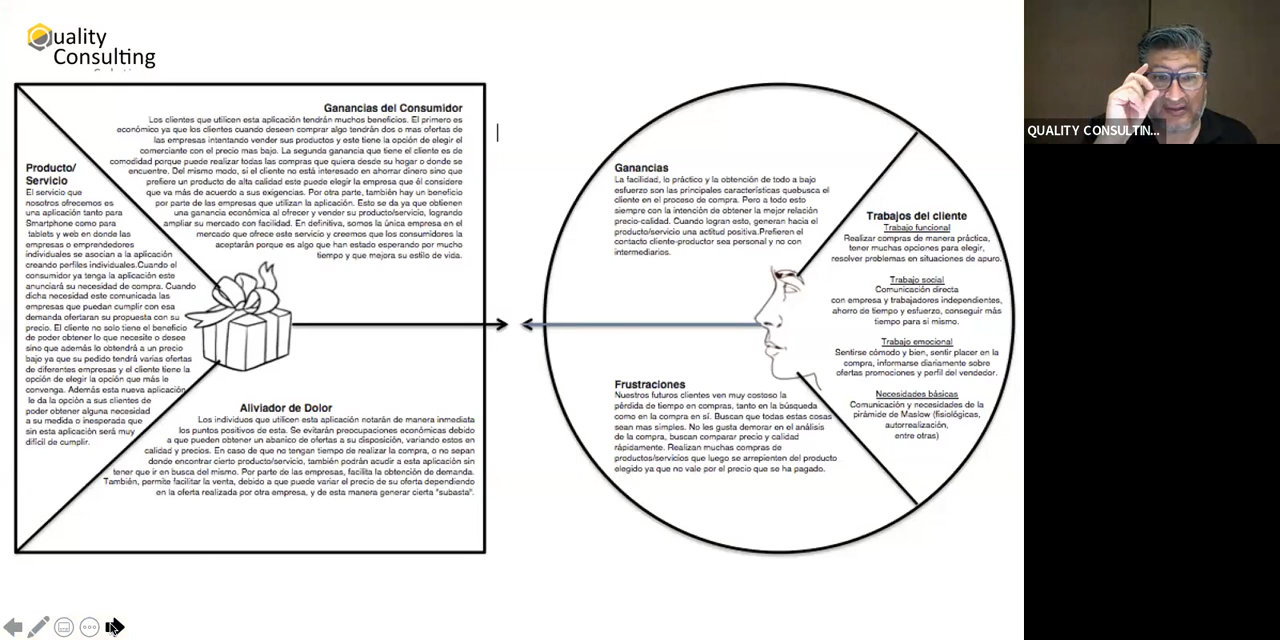 Quality
Consulting
Ganancias del Consumidor
Los clientes que utilicen esta aplicación tendrán muchos beneficios. El primero es
económico ya que los clientes cuando deseen comprar algo tendrán dos o mas ofertas de
las empresas intentando vender sus productos y este tiene la opción de elegir el
comerciante con el precio mas bajo. La segunda ganancia que tiene el cliente es de
comodidad porque puede realizar todas las compras que quiera desde su hogar o donde se
encuentre. Del mismo modo, si el cliente no está interesado en ahorrar dinero sino que
prefiere un producto de alta calidad este puede elegir la empresa que él considere
que va más de acuerdo a sus exigencias. Por otra parte, también hay un beneficio
por parte de las empresas que utilizan la aplicación. Esto se da ya que obtienen
una ganancia económica al ofrecer y vender su producto/servicio, logrando
ampliar su mercado con facilidad. En definitiva, somos la única empresa en el
mercado que ofrece este servicio y creemos que los consumidores la
aceptarán porque es algo que han estado esperando por mucho
tiempo y que mejora su estilo de vida.
Producto/
Servicio
El servicio que
nosotros ofrecemos es
una aplicación tanto para
Smartphone como para
tablets y web en donde las
empresas o emprendedores
individuales se asocian a la aplicación
creando perfiles individuales.Cuando el
consumidor ya tenga la aplicación este
anunciará su necesidad de compra. Cuando
dicha necesidad este comunicada las
empresas que puedan cumplir con esa
demanda ofertaran su propuesta con su
precio. El cliente no solo tiene el beneficio
de poder obtener lo que necesite o desee
sino que además lo obtendrá a un precio
bajo ya que su pedido tendrá varias ofertas
de diferentes empresas y el cliente tiene la
opción de elegir la opción que más le
convenga. Además esta nueva aplicación
le da la opción a sus clientes de
poder obtener alguna necesidad
a su medida o inesperada que
sin esta aplicación será muy
difícil de cumplir.
Aliviador de Dolor
Los individuos que utilicen esta aplicación notarán de manera inmediata
los puntos positivos de esta. Se evitarán preocupaciones económicas debido
a que pueden obtener un abanico de ofertas a su disposición, variando estos en
calidad y precios. En caso de que no tengan tiempo de realizar la compra, o no sepan
donde encontrar cierto producto/servicio, también podrán acudir a esta aplicación sin
tener que ir en busca del mismo. Por parte de las empresas, facilita la obtención de demanda.
También, permite facilitar la venta, debido a que puede variar el precio de su oferta dependiendo
en la oferta realizada por otra empresa, y de esta manera generar cierta "subasta".
Ganancias
La facilidad, lo práctico y la obtención de todo a bajo
esfuerzo son las principales características quebusca el
cliente en el proceso de compra. Pero a todo esto
siempre con la intención de obtener la mejor relación
precio-calidad. Cuando logran esto, generan hacia el
producto/servicio una actitud positiva.Prefieren el
contacto cliente-productor sea personal y no con
intermediarios.
Frustraciones
Nuestros futuros clientes ven muy costoso la
pérdida de tiempo en compras, tanto en la búsqueda
como en la compra en sí. Buscan que todas estas cosas
sean mas simples. No les gusta demorar en el análisis
de la compra, buscan comparar precio y calidad
rápidamente. Realizan muchas compras de
productos/servicios que luego se arrepienten del producto
elegido ya que no vale por el precio que se ha pagado.
Trabajos del cliente
Trabajo funcional
Realizar compras de manera práctica,
tener muchas opciones para elegir,
resolver problemas en situaciones de apuro.
Trabajo social
Comunicación directa
con empresa y trabajadores independientes,
ahorro de tiempo y esfuerzo, conseguir más
tiempo para si mismo.
Trabajo emocional
Sentirse cómodo y bien, sentir placer en la
compra, informarse diariamente sobre
ofertas promociones y perfil del vendedor.
Necesidades básicas
Comunicación y necesidades de la
pirámide de Maslow (fisiológicas,
autorrealización,
entre otras)
QUALITY CONSULTIN...